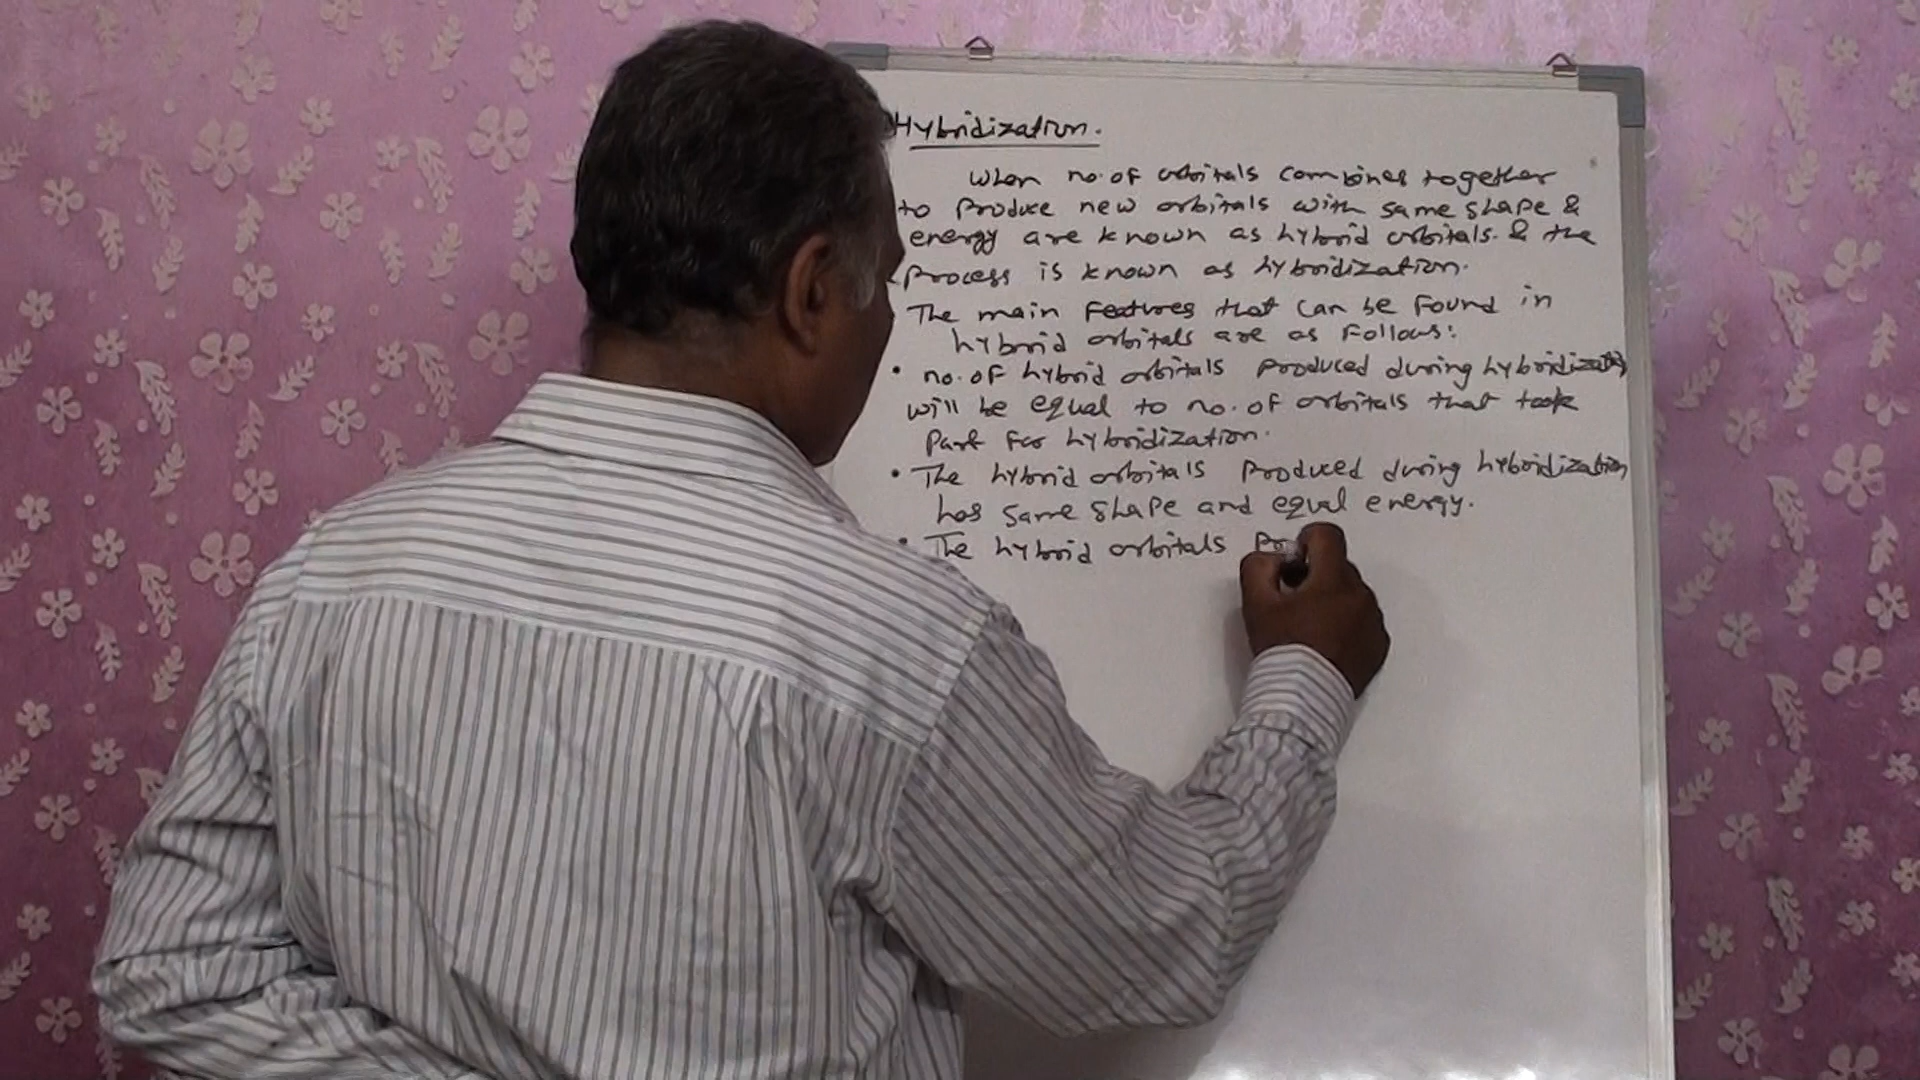 Hybridization.
When no. of orbitals combines together
to produce new orbitals with same shape &
energy are known as hybrid orbitals. & the
process is known as hybridization.
The main features that can be found in
hybrid orbitals are as follows:
• no. of hybrid orbitals produced during hybridization
will be equal to no. of orbitals that took
part for hybridization.
• The hybrid orbitals produced during hybridization
has same shape and equal energy.
• The hybrid orbitals Pro